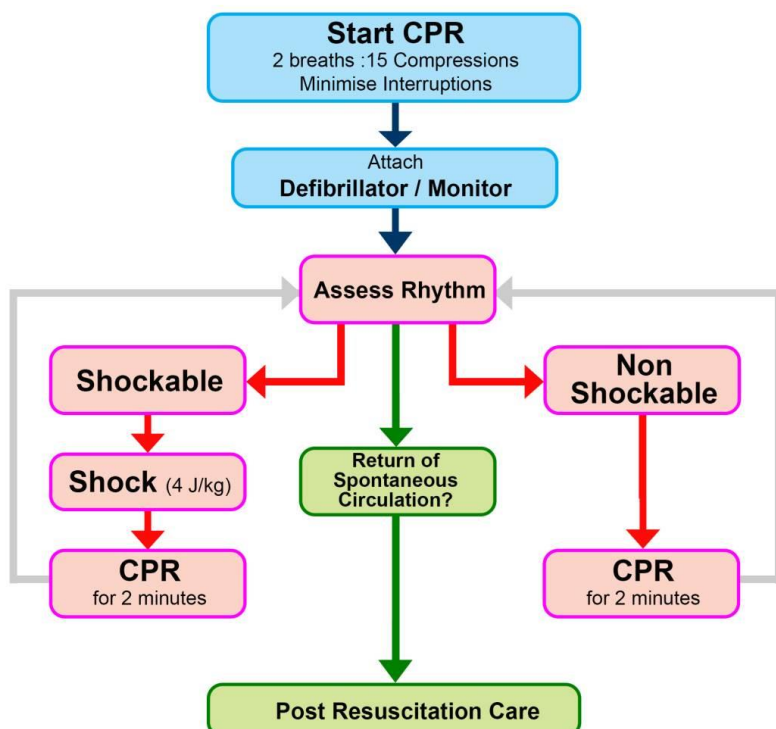 Start CPR
2 breaths :15 Compressions
Minimise Interruptions
Attach
Defibrillator / Monitor
Assess Rhythm
Shockable
Non
Shockable
Shock (4 J/kg)
Return of
Spontaneous
Circulation?
CPR
for 2 minutes
CPR
for 2 minutes
Post Resuscitation Care